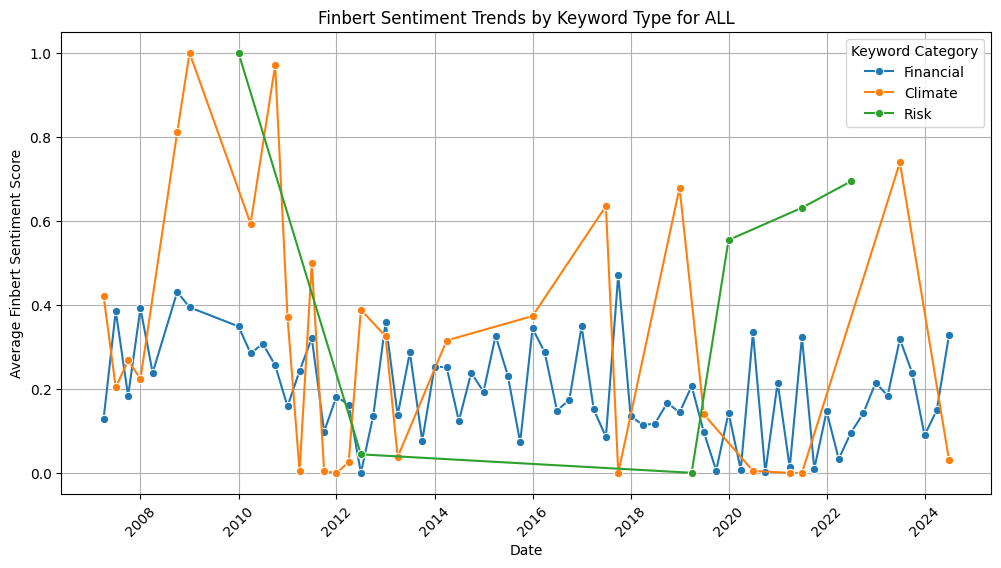 Finbert Sentiment Trends by Keyword Type for ALL
Keyword Category
Financial
Climate
Risk
Average Finbert Sentiment Score
1.0
0.8
0.6
0.4
0.2
0.0
2008
2010
2012
2014
2016
2018
2020
2022
2024
Date